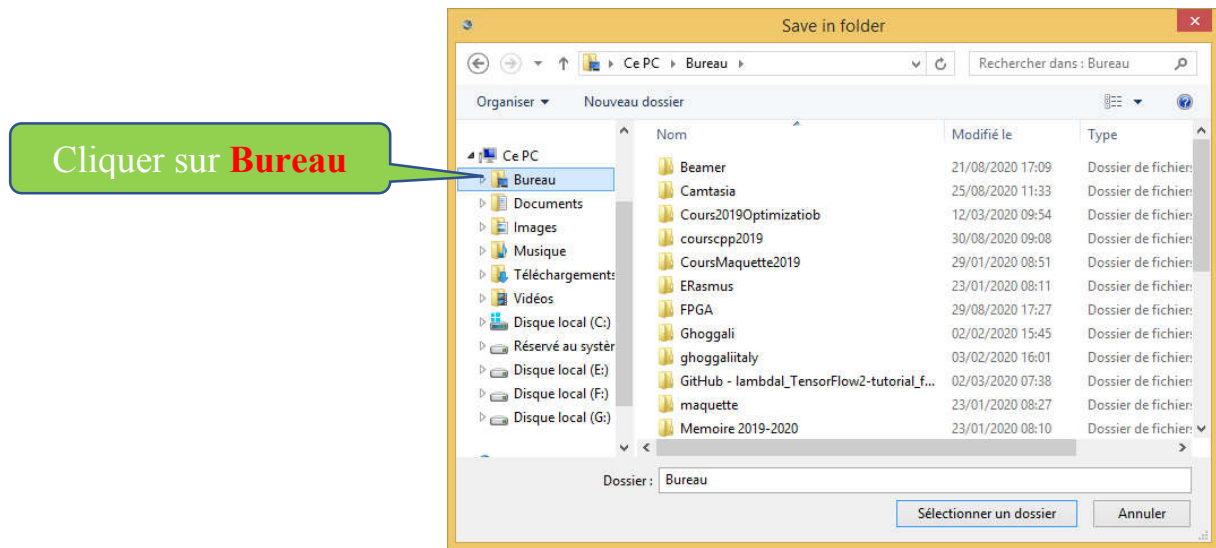 Save in folder
Ce PC Bureau
Rechercher dans : Bureau
Organiser
Nouveau dossier
Cliquer sur Bureau
Ce PC
Bureau
Documents
Images
Musique
Téléchargements
Vidéos
Disque local (C:)
Réservé au systèr
Disque local (E:)
Disque local (F:)
Disque local (G:)
Nom Modifié le Type
Beamer 21/08/2020 17:09 Dossier de fichiers
Camtasia 25/08/2020 11:33 Dossier de fichiers
Cours2019Optimizatiob 12/03/2020 09:54 Dossier de fichiers
courscpp2019 30/08/2020 09:08 Dossier de fichiers
CoursMaquette2019 29/01/2020 08:51 Dossier de fichiers
ERasmus 23/01/2020 08:11 Dossier de fichiers
FPGA 29/08/2020 17:27 Dossier de fichiers
Ghoggali 02/02/2020 15:45 Dossier de fichiers
ghoggaliitaly 03/02/2020 16:01 Dossier de fichiers
GitHub - lambdal_TensorFlow2-tutorial_f... 02/03/2020 07:38 Dossier de fichiers
maquette 23/01/2020 08:27 Dossier de fichiers
Memoire 2019-2020 23/01/2020 08:10 Dossier de fichiers
Dossier : Bureau
Sélectionner un dossier
Annuler